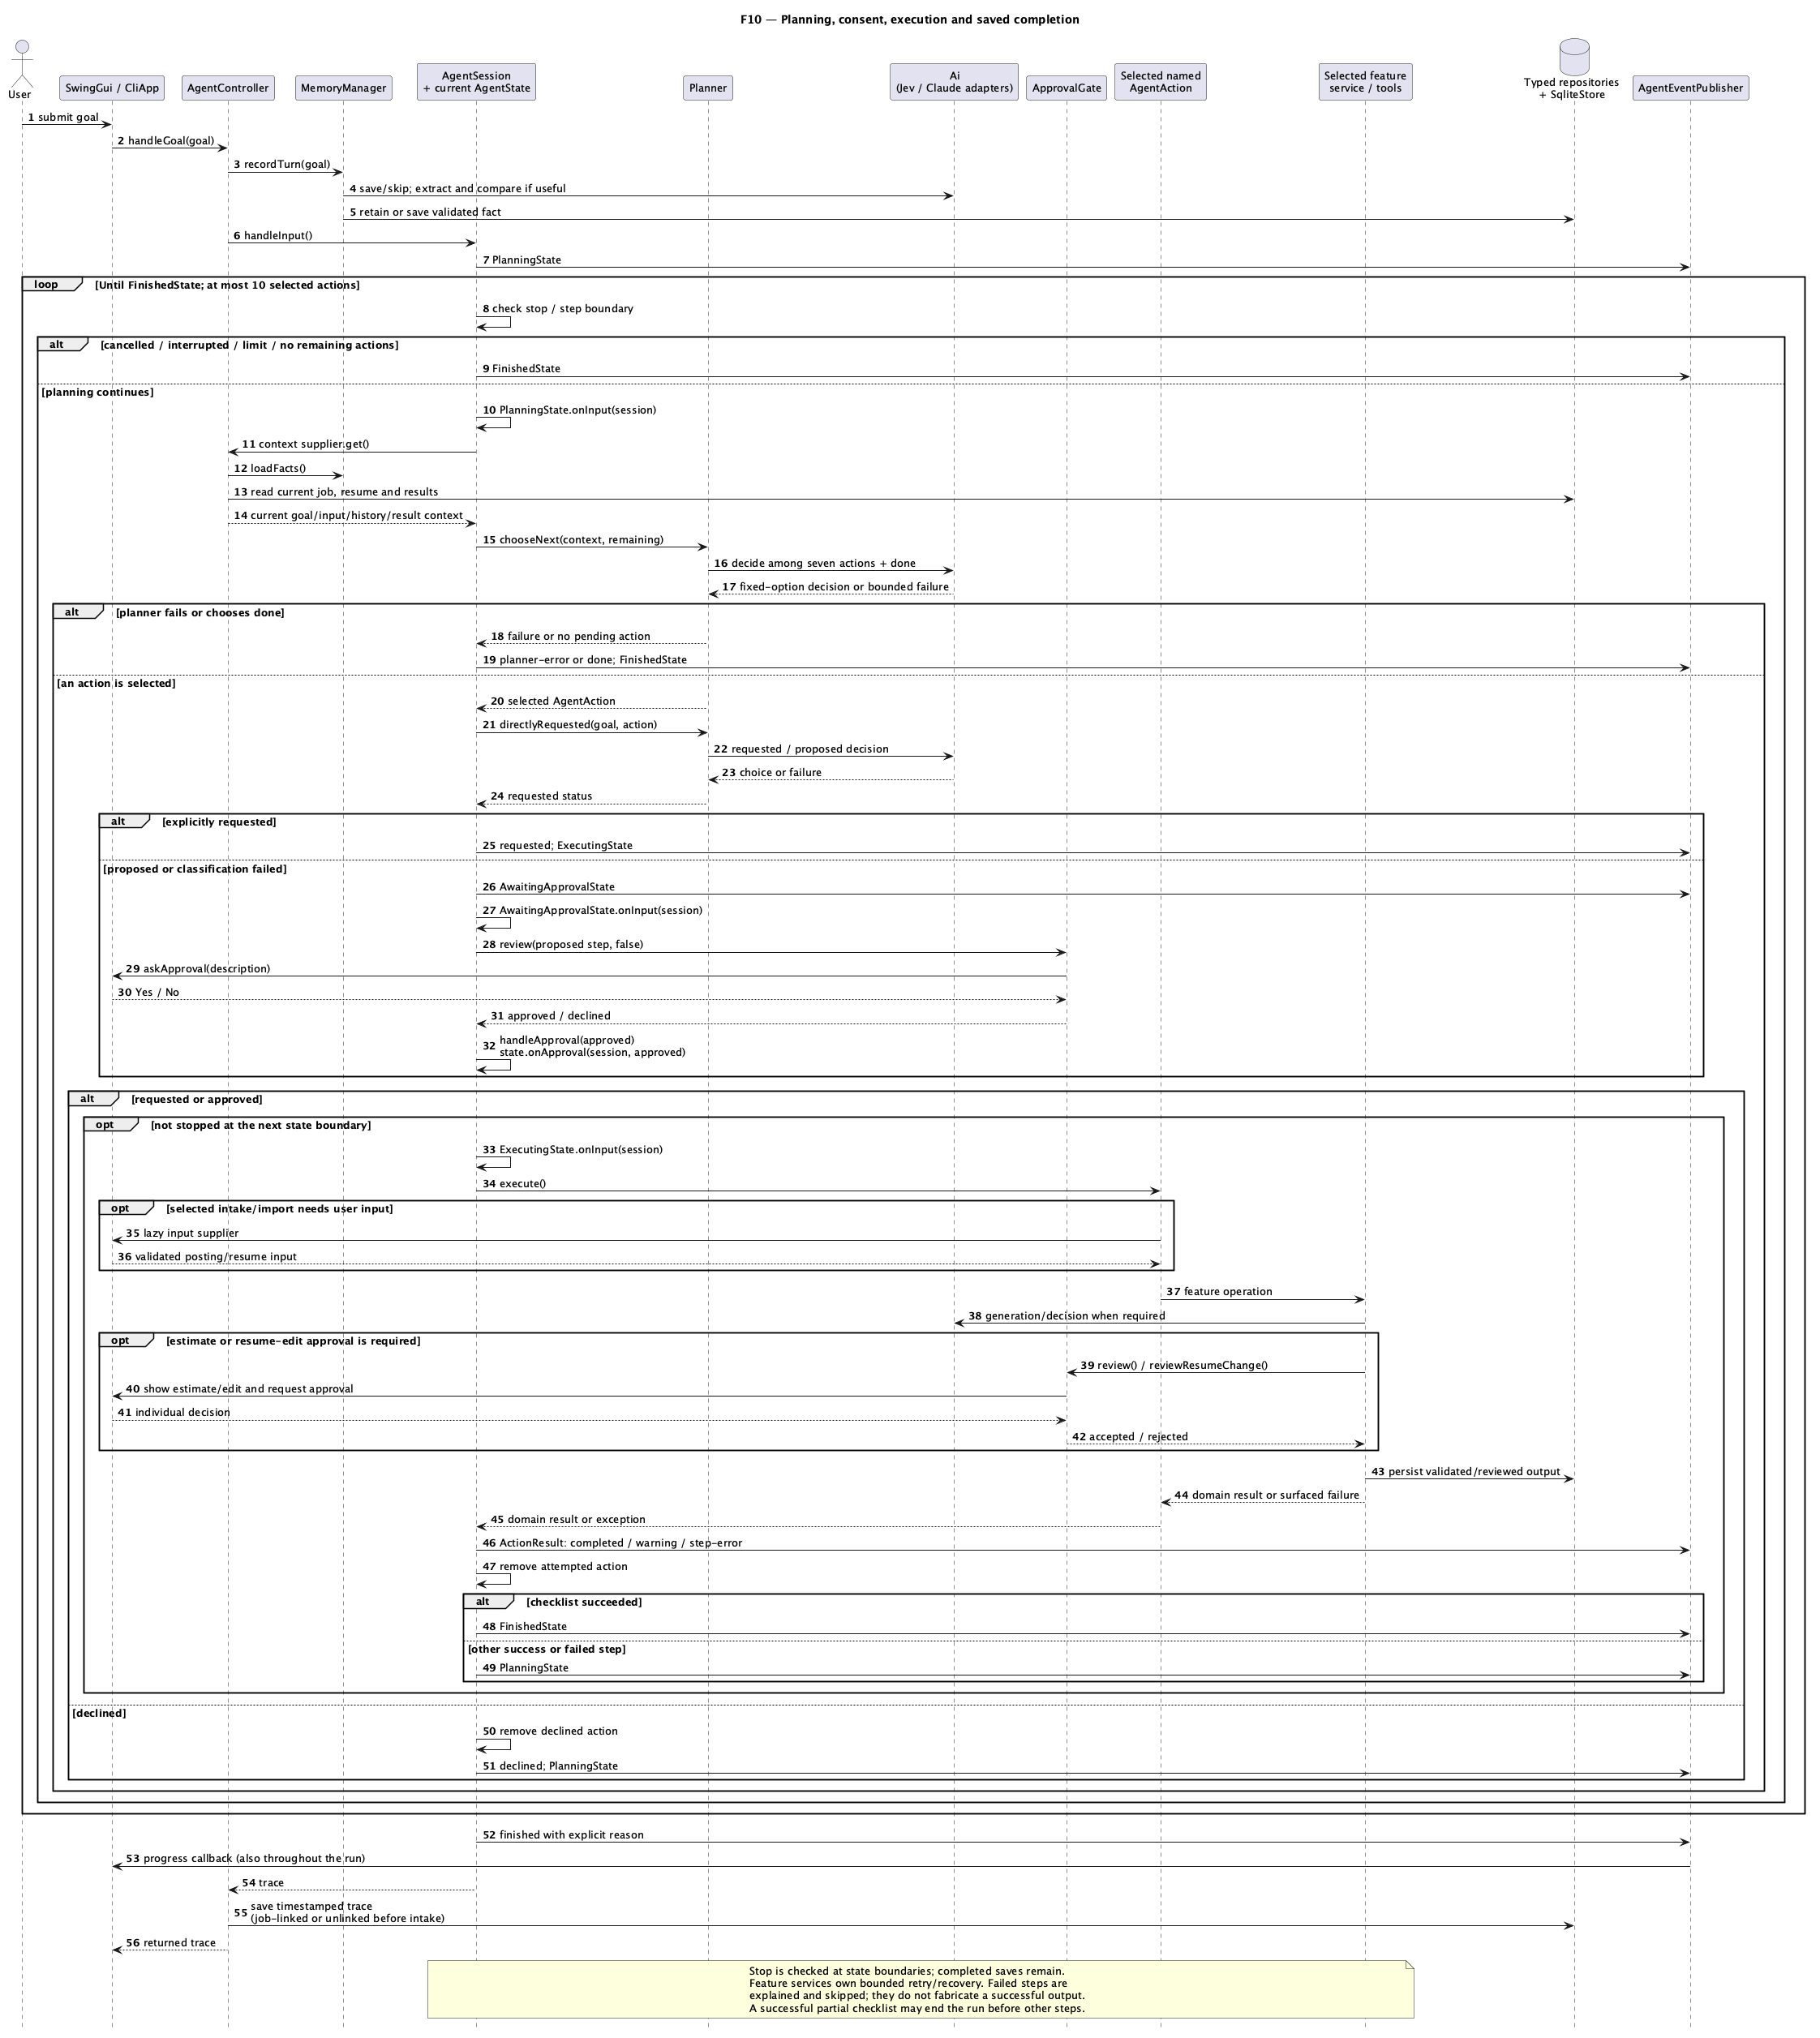 F10 — Planning, consent, execution and saved completion
User
SwingGui / CliApp
AgentController
MemoryManager
AgentSession
+ current AgentState
Planner
Ai
(Jev / Claude adapters)
ApprovalGate
Selected named
AgentAction
Selected feature
service / tools
Typed repositories
+ SqliteStore
AgentEventPublisher
1 submit goal
2 handleGoal(goal)
3 recordTurn(goal)
4 save/skip; extract and compare if useful
5 retain or save validated fact
6 handleInput()
7 PlanningState
loop [Until FinishedState; at most 10 selected actions]
8 check stop / step boundary
alt [cancelled / interrupted / limit / no remaining actions]
9 FinishedState
[planning continues]
10 PlanningState.onInput(session)
11 context supplier.get()
12 loadFacts()
13 read current job, resume and results
14 current goal/input/history/result context
15 chooseNext(context, remaining)
16 decide among seven actions + done
17 fixed-option decision or bounded failure
alt [planner fails or chooses done]
18 failure or no pending action
19 planner-error or done; FinishedState
[an action is selected]
20 selected AgentAction
21 directlyRequested(goal, action)
22 requested / proposed decision
23 choice or failure
24 requested status
alt [explicitly requested]
25 requested; ExecutingState
[proposed or classification failed]
26 AwaitingApprovalState
27 AwaitingApprovalState.onInput(session)
28 review(proposed step, false)
29 askApproval(description)
30 Yes / No
31 approved / declined
32 handleApproval(approved)
state.onApproval(session, approved)
alt [requested or approved]
opt [not stopped at the next state boundary]
33 ExecutingState.onInput(session)
34 execute()
opt [selected intake/import needs user input]
35 lazy input supplier
36 validated posting/resume input
37 feature operation
38 generation/decision when required
opt [estimate or resume-edit approval is required]
39 review() / reviewResumeChange()
40 show estimate/edit and request approval
41 individual decision
42 accepted / rejected
43 persist validated/reviewed output
44 domain result or surfaced failure
45 domain result or exception
46 ActionResult: completed / warning / step-error
47 remove attempted action
alt [checklist succeeded]
48 FinishedState
[other success or failed step]
49 PlanningState
[declined]
50 remove declined action
51 declined; PlanningState
52 finished with explicit reason
53 progress callback (also throughout the run)
54 trace
55 save timestamped trace
(job-linked or unlinked before intake)
56 returned trace
Stop is checked at state boundaries; completed saves remain.
Feature services own bounded retry/recovery. Failed steps are
explained and skipped; they do not fabricate a successful output.
A successful partial checklist may end the run before other steps.